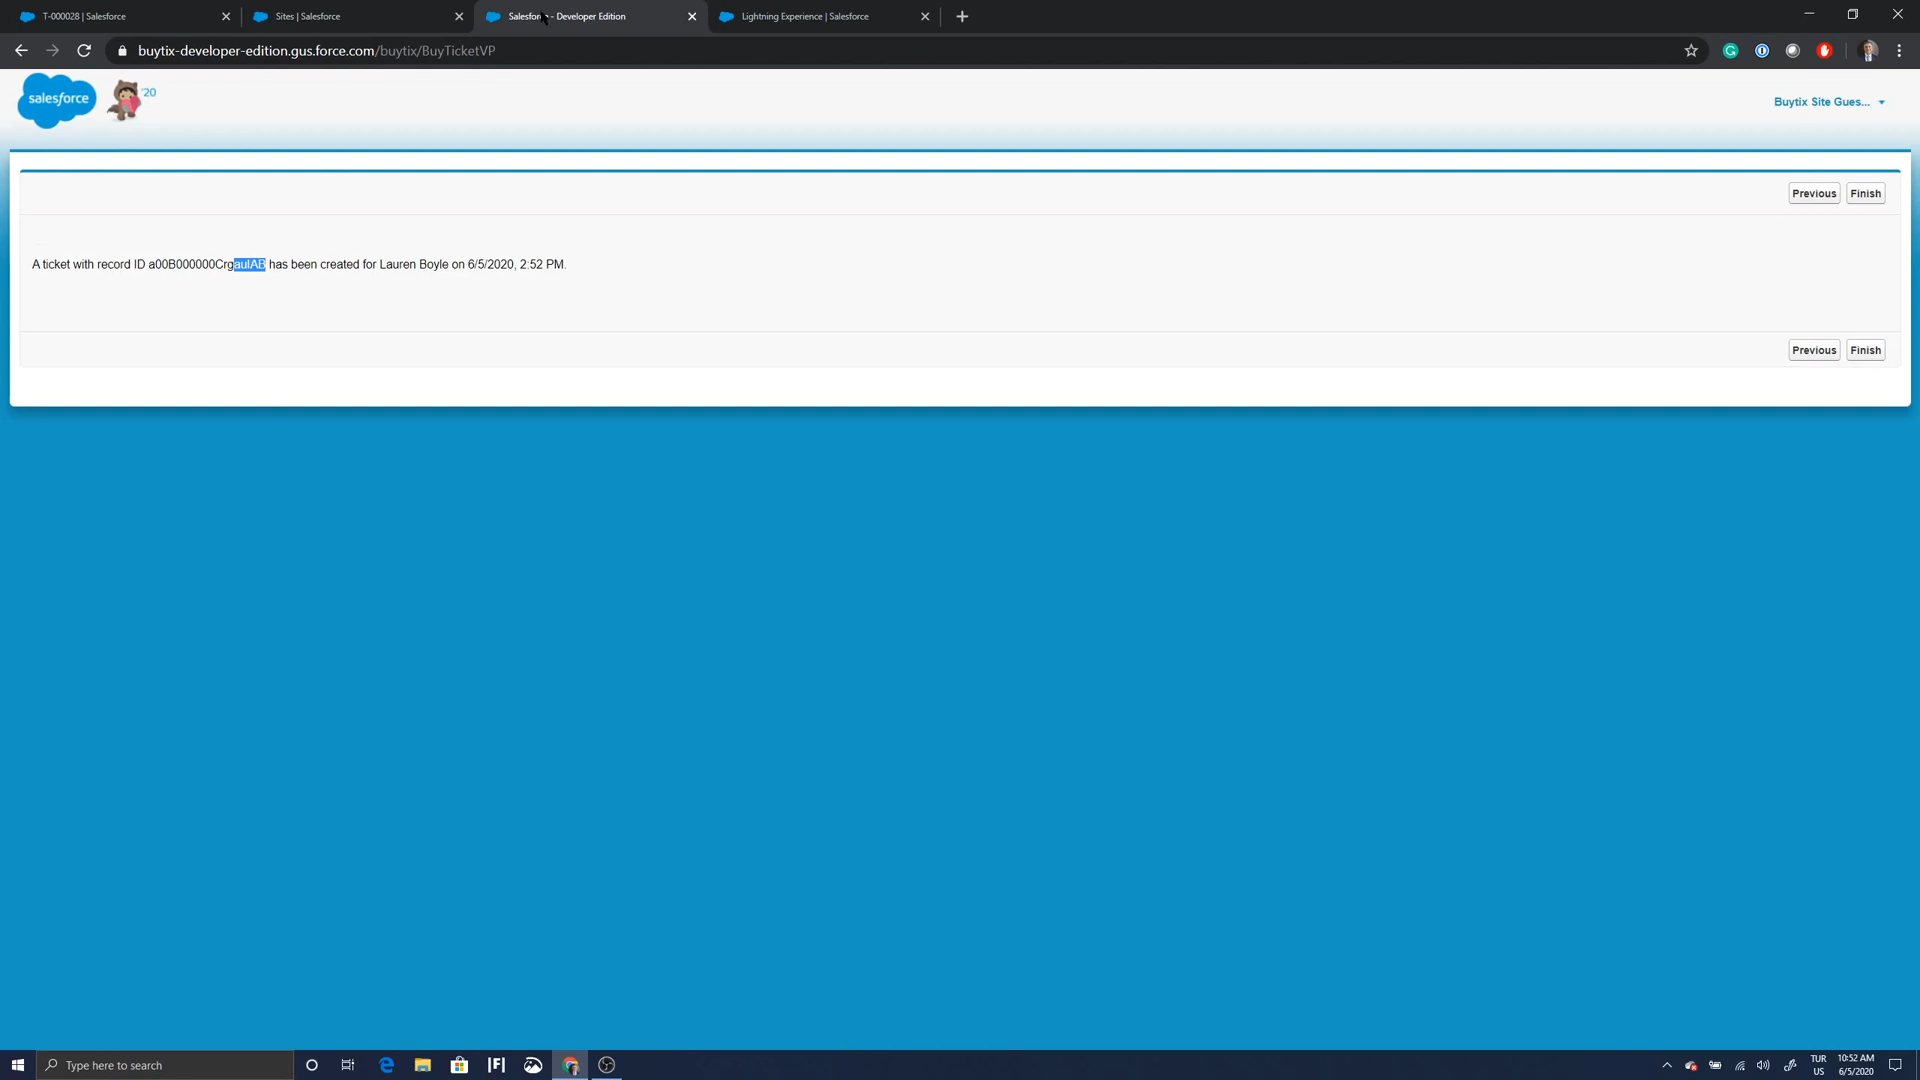 T-000028 | Salesforce
Sites | Salesforce
Salesforce - Developer Edition
Lightning Experience | Salesforce
buytix-developer-edition.gus.force.com/buytix/BuyTicketVP
salesforce
'20
Buytix Site Gues...
Previous
Finish
A ticket with record ID a00B000000CrgauIAB has been created for Lauren Boyle on 6/5/2020, 2:52 PM.
Previous
Finish
Type here to search
|F|
TUR
US
10:52 AM
6/5/2020